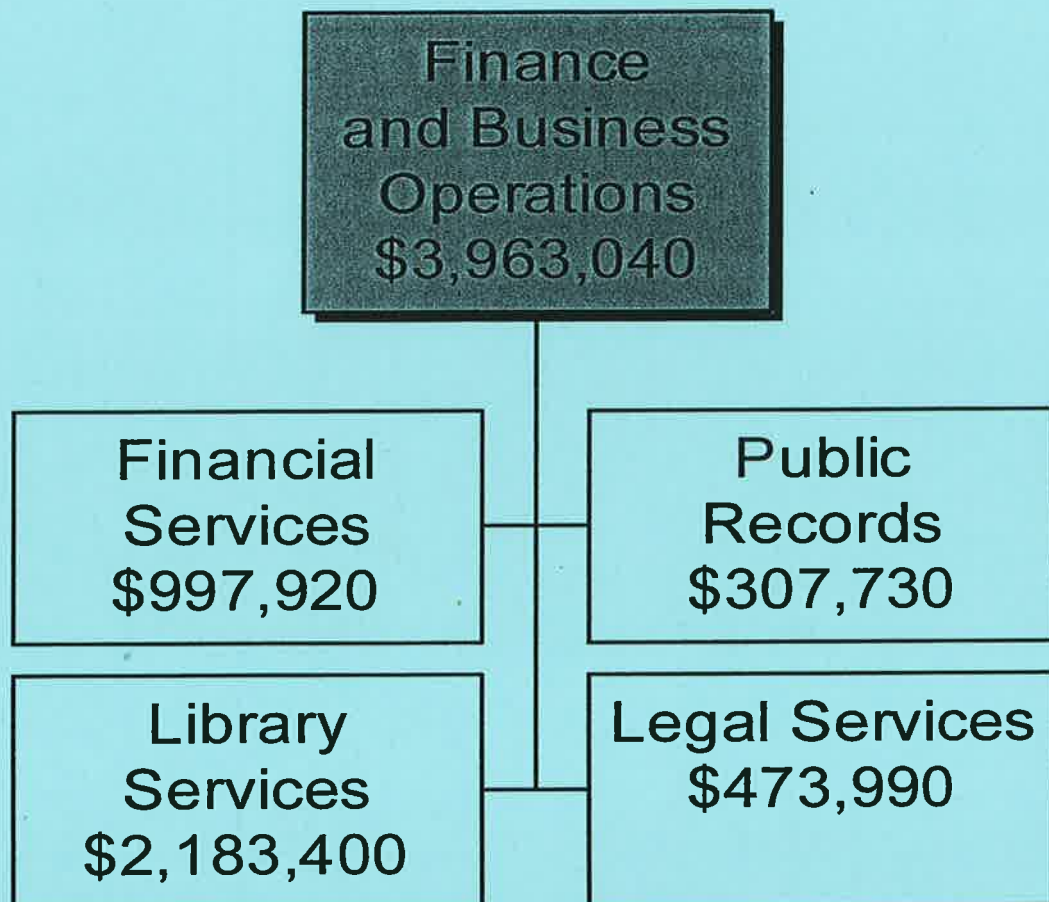 Finance
and Business
Operations
$3,963,040
Financial
Services
$997,920
Public
Records
$307,730
Library
Services
$2,183,400
Legal Services
$473,990